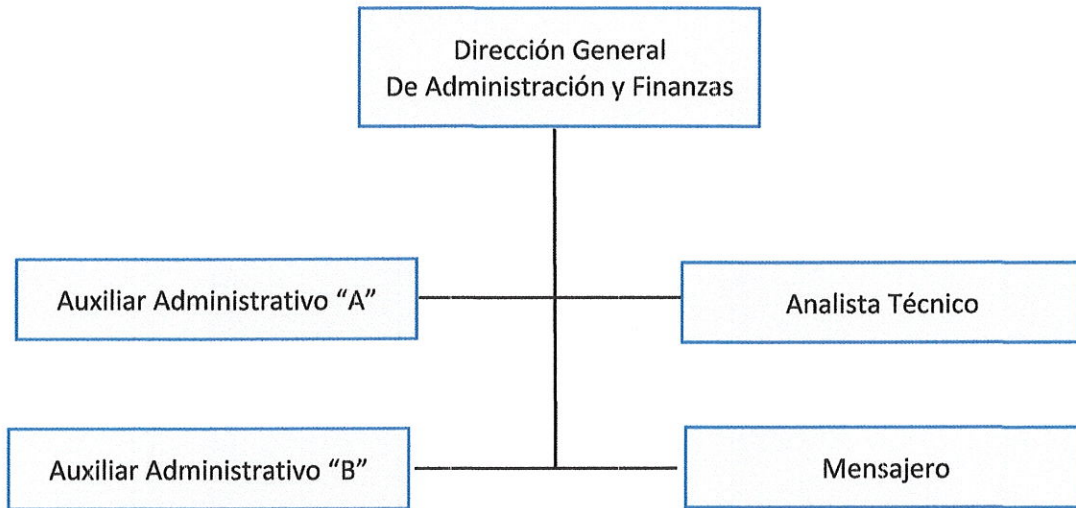 Dirección General
De Administración y Finanzas
Auxiliar Administrativo “A”
Analista Técnico
Auxiliar Administrativo “B”
Mensajero